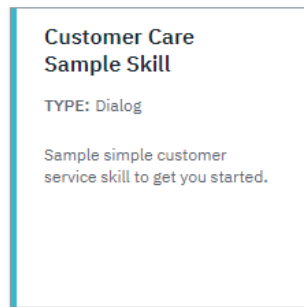 Customer Care
Sample Skill
TYPE: Dialog
Sample simple customer
service skill to get you started.